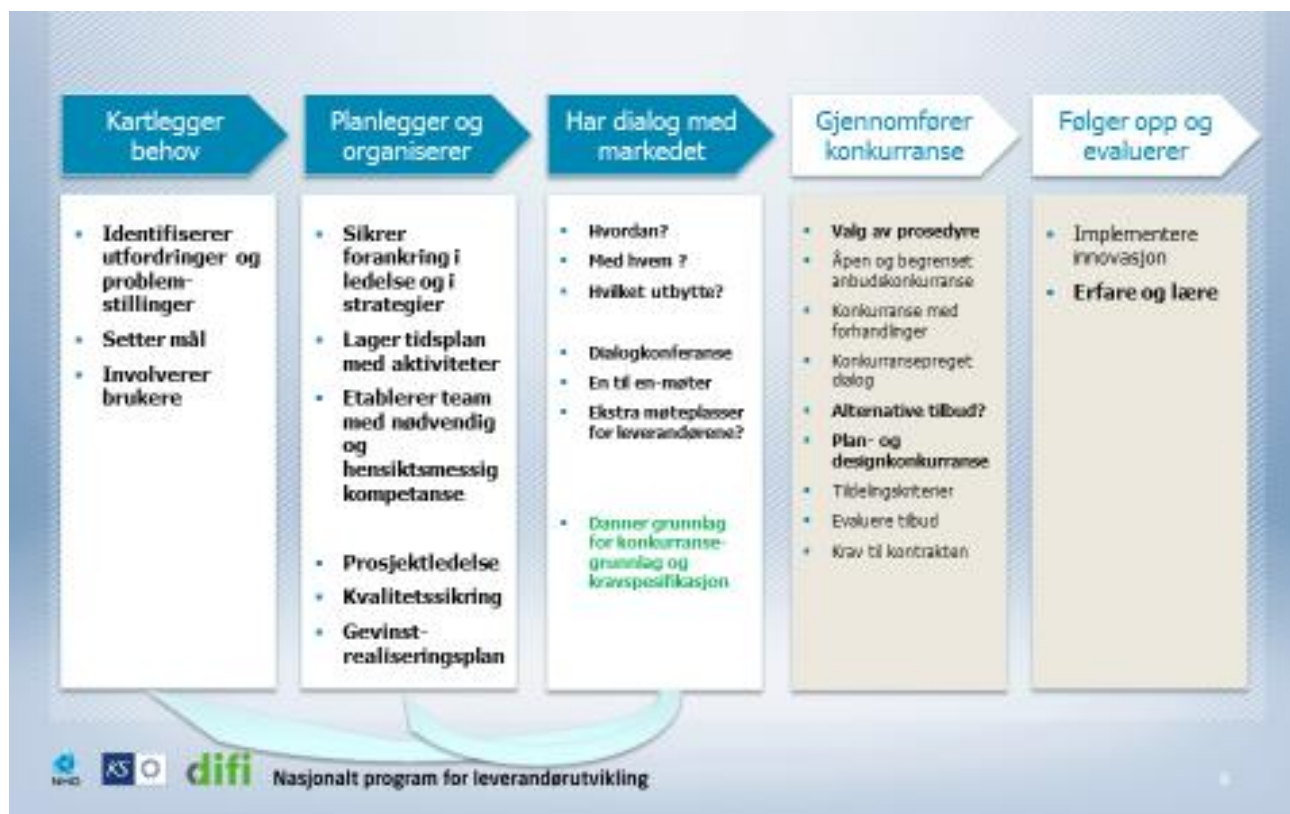 Kartlegger
behov
Identifiserer
utfordringer og
problem-
stillinger
Setter mål
Involverer
brukere
Planlegger og
organiserer
Sikrer
forankring i
ledelse og i
strategier
Lager tidsplan
med aktiviteter
Etablerer team
med nødvendig
og
hensiktsmessig
kompetanse
Prosjektledelse
Kvalitetssikring
Gevinst-
realiseringsplan
Har dialog med
markedet
Hvordan?
Med hvem ?
Hvilket utbytte?
Dialogkonferanse
En til en-møter
Ekstra møteplasser
for leverandørene?
Danner grunnlag
for konkurranse-
grunnlag og
kravspesifikasjon
Gjennomfører
konkurranse
Valg av prosedyre
Åpen og begrenset
anbudskonkurranse
Konkurranse med
forhandlinger
Konkurransepreget
dialog
Alternative tilbud?
Plan- og
designkonkurranse
Tildelingskriterier
Evaluere tilbud
Krav til kontrakten
Følger opp og
evaluerer
Implementere
innovasjon
Erfare og lære
NHO
KS
difi
Nasjonalt program for leverandørutvikling